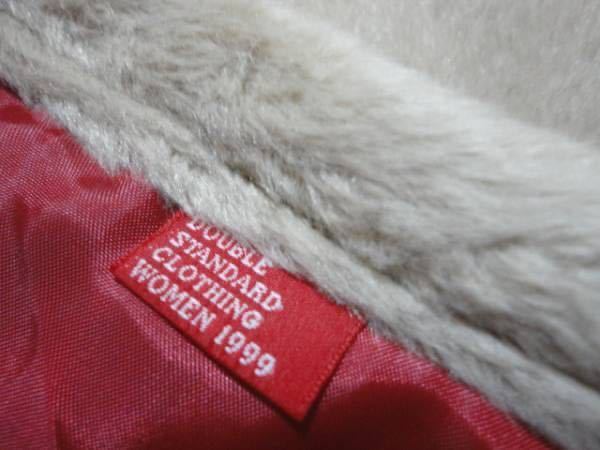 DOUBLE
STANDARD
CLOTHING
WOMEN 1999